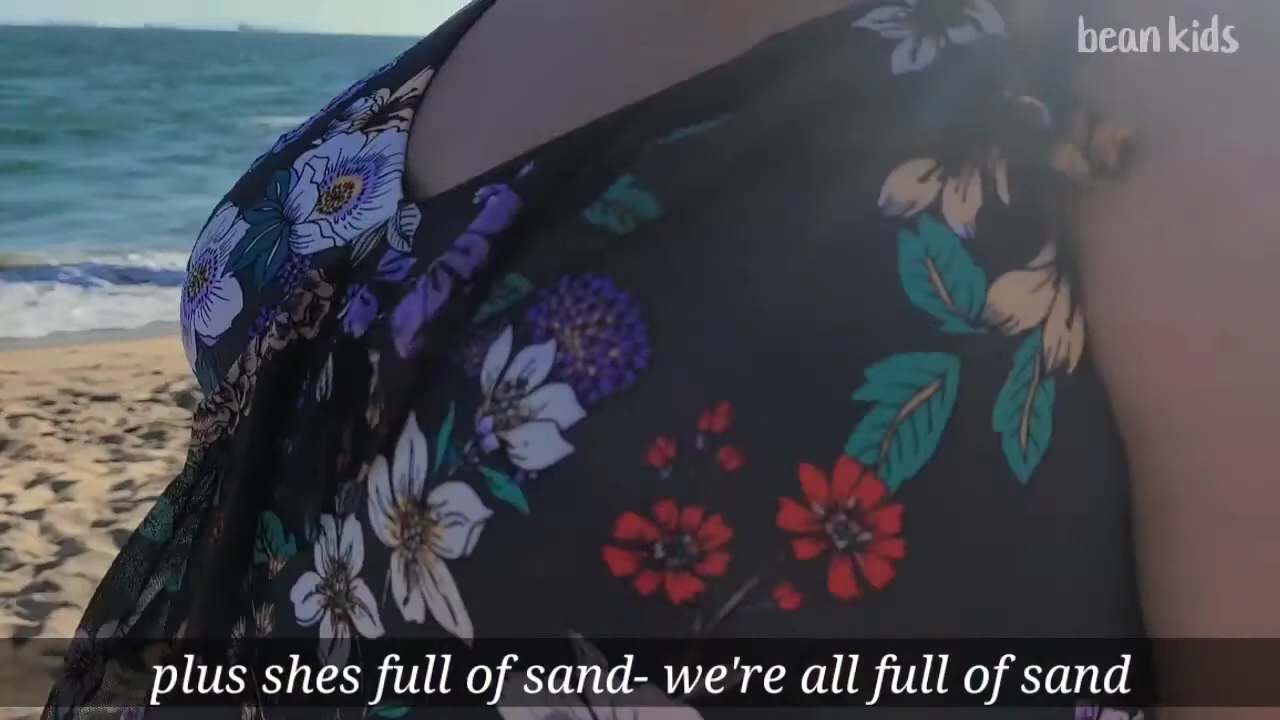 bean kids
plus shes full of sand- we're all full of sand